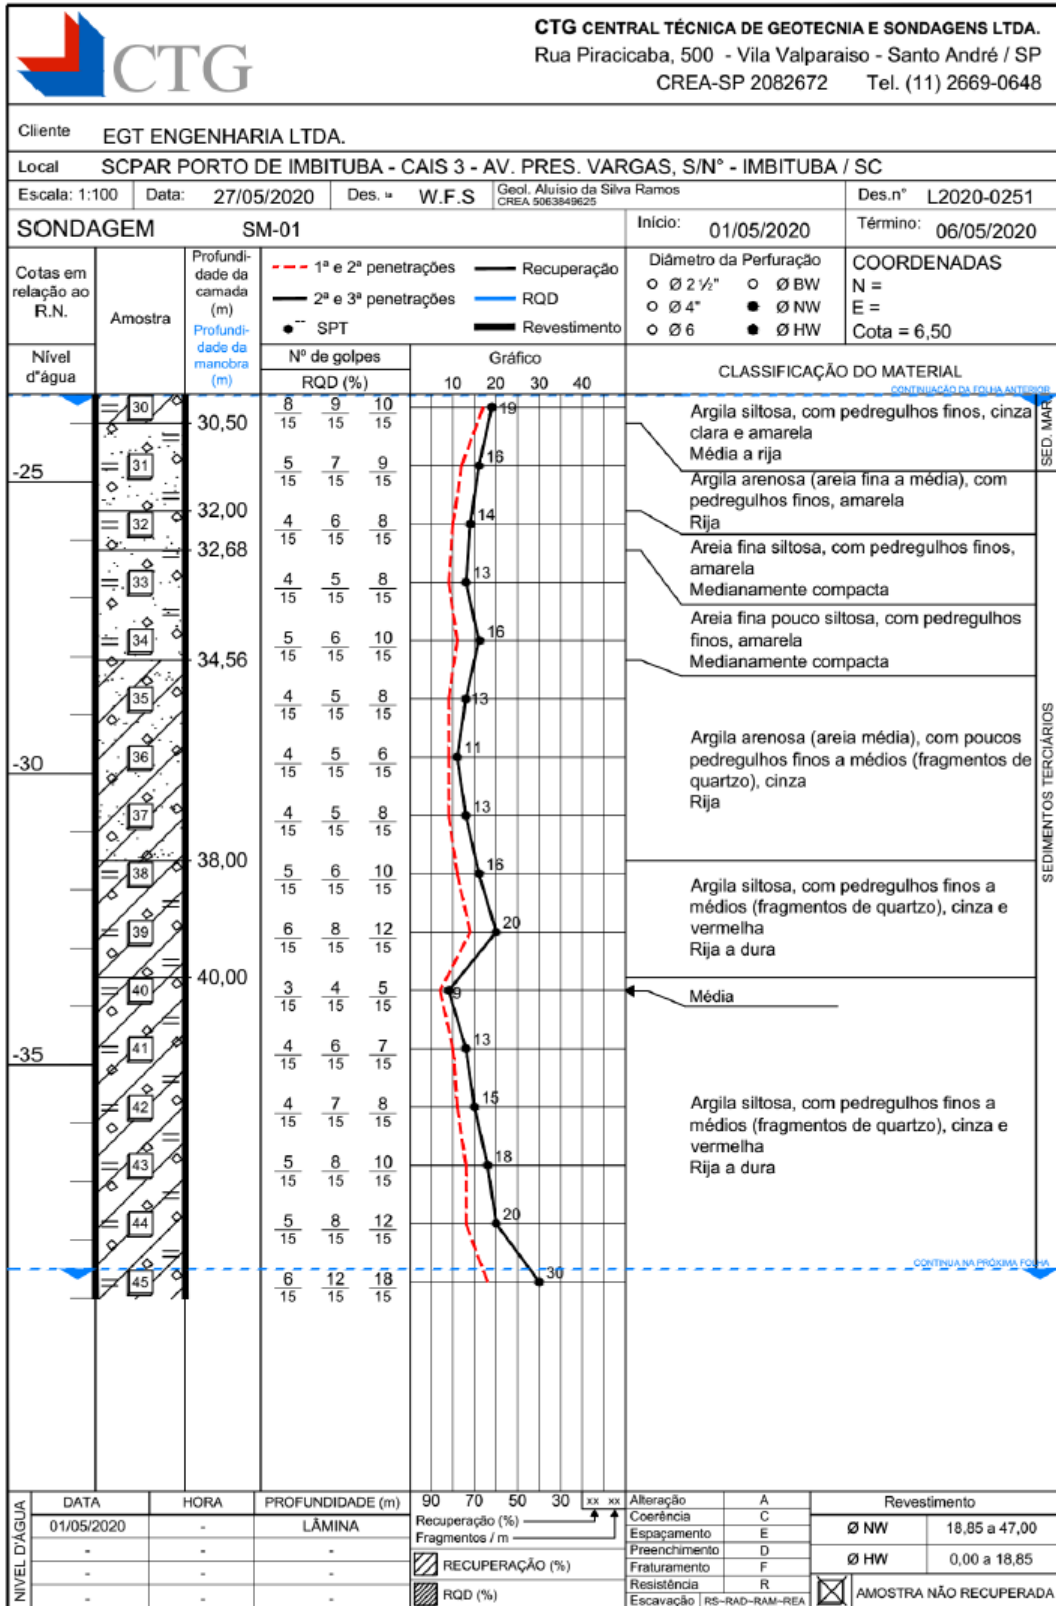 CTG
CTG CENTRAL TÉCNICA DE GEOTECNIA E SONDAGENS LTDA.
Rua Piracicaba, 500 - Vila Valparaiso - Santo André / SP
CREA-SP 2082672 Tel. (11) 2669-0648
Cliente EGT ENGENHARIA LTDA.
Local SCPAR PORTO DE IMBITUBA - CAIS 3 - AV. PRES. VARGAS, S/N° - IMBITUBA / SC
Escala: 1:100 Data: 27/05/2020 Des. W.F.S Geol. Aluisio da Silva Ramos Des.n° L2020-0251
CREA 5063849625
SONDAGEM SM-01 Início: 01/05/2020 Término: 06/05/2020
Cotas em relação ao R.N.
Nível d"água
Amostra
Profundi-
dade da
camada
(m)
Profundi-
dade da
manobra
(m)
1ª e 2ª penetrações Recuperação
2ª e 3ª penetrações RQD
SPT Revestimento
Nº de golpes Gráfico
RQD (%) 10 20 30 40
Diâmetro da Perfuração
Ø 2 ½" Ø BW
Ø 4" Ø NW
Ø 6 Ø HW
COORDENADAS
N =
E =
Cota = 6,50
CLASSIFICAÇÃO DO MATERIAL
CONTINUAÇÃO DA FOLHA ANTERIOR
30 8/15 9/15 10/15 19
30,50
31 5/15 7/15 9/15 16
-25
32,00
32 4/15 6/15 8/15 14
32,68
33 4/15 5/15 8/15 13
34 5/15 6/15 10/15 16
34,56
35 4/15 5/15 8/15 13
36 4/15 5/15 6/15 11
-30
37 4/15 5/15 8/15 13
38,00
38 5/15 6/15 10/15 16
39 6/15 8/15 12/15 20
40,00
40 3/15 4/15 5/15 9
41 4/15 6/15 7/15 13
-35
42 4/15 7/15 8/15 15
43 5/15 8/15 10/15 18
44 5/15 8/15 12/15 20
45 6/15 12/15 18/15 30
Argila siltosa, com pedregulhos finos, cinza
clara e amarela
Média a rija
Argila arenosa (areia fina a média), com
pedregulhos finos, amarela
Rija
Areia fina siltosa, com pedregulhos finos,
amarela
Medianamente compacta
Areia fina pouco siltosa, com pedregulhos
finos, amarela
Medianamente compacta
Argila arenosa (areia média), com poucos
pedregulhos finos a médios (fragmentos de
quartzo), cinza
Rija
Argila siltosa, com pedregulhos finos a
médios (fragmentos de quartzo), cinza e
vermelha
Rija a dura
Média
Argila siltosa, com pedregulhos finos a
médios (fragmentos de quartzo), cinza e
vermelha
Rija a dura
SED. MAR
SEDIMENTOS TERCIÁRIOS
CONTINUA NA PRÓXIMA FOLHA
NIVEL D'ÁGUA
DATA HORA PROFUNDIDADE (m)
01/05/2020 - LÂMINA
- - -
- - -
- - -
90 70 50 30 xx xx
Recuperação (%)
Fragmentos / m
RECUPERAÇÃO (%)
RQD (%)
Alteração A
Coerência C
Espaçamento E
Preenchimento D
Fraturamento F
Resistência R
Escavação RS-RAD-RAM-REA
Revestimento
Ø NW 18,85 a 47,00
Ø HW 0,00 a 18,85
AMOSTRA NÃO RECUPERADA